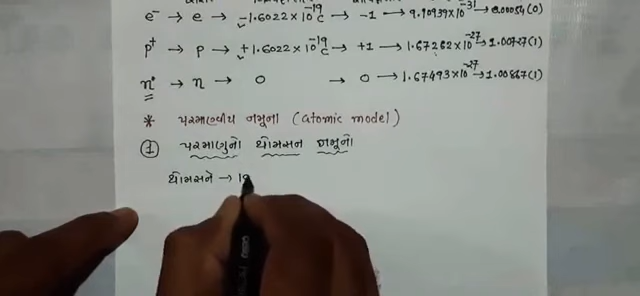 e⁻ → e → -1.6022×10⁻¹⁹ c → -1 → 9.10939×10⁻³¹ → 0.00054(0)
p⁺ → p → +1.6022×10⁻¹⁹ c → +1 → 1.67262×10⁻²⁷ → 1.00727(1)
n° → n → 0 → 0 → 1.67493×10⁻²⁷ → 1.00867(1)
* પરમાણ્વીય નમૂના (atomic model)
① પરમાણુનો થોમસન નમૂનો
થોમસને → 19